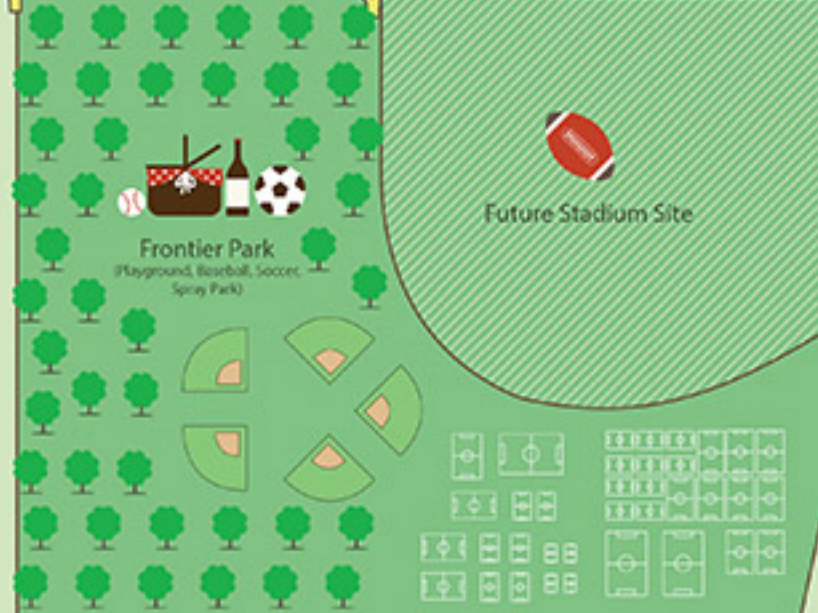 Frontier Park
(Playground, Baseball, Soccer,
Spray Park)
Future Stadium Site